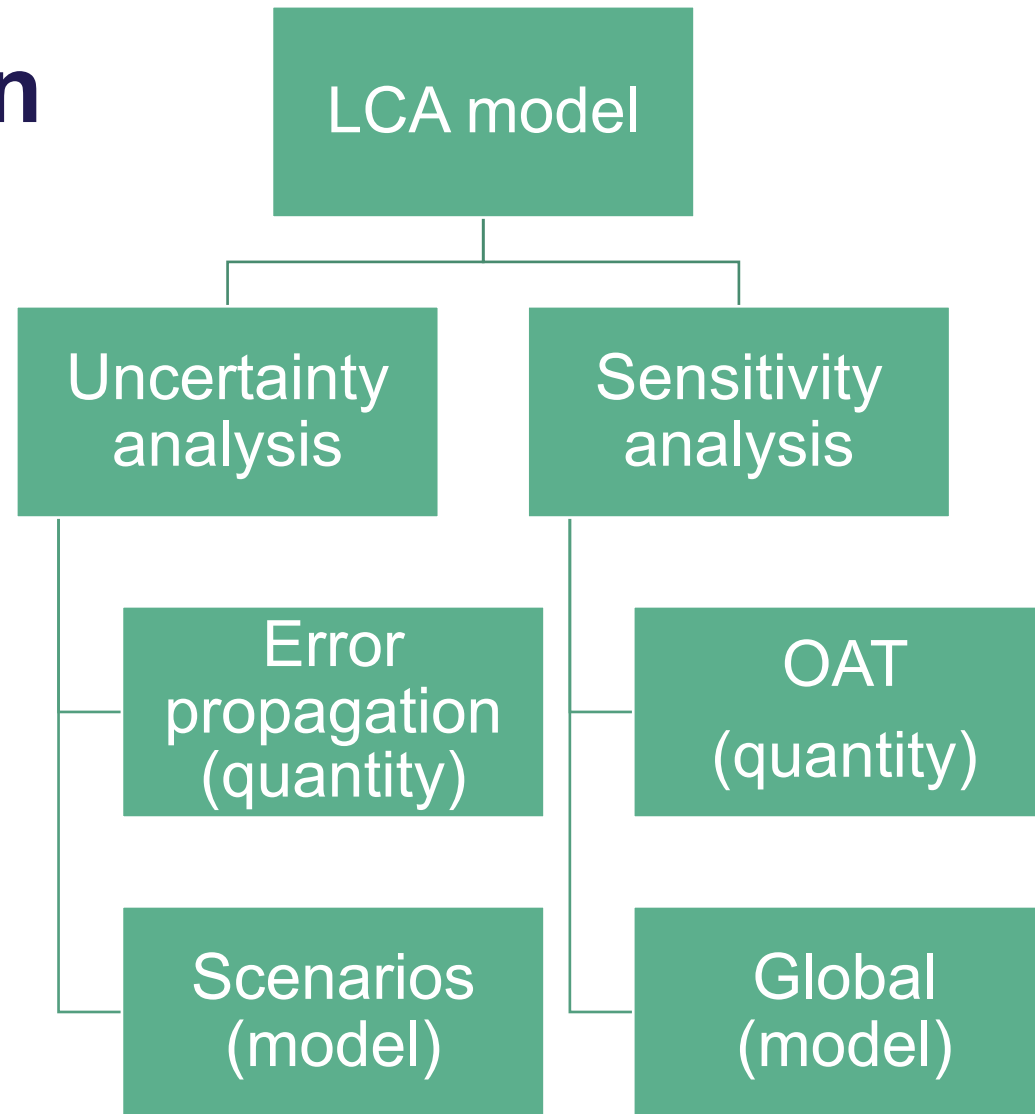 n
LCA model
Uncertainty
analysis
Sensitivity
analysis
Error
propagation
(quantity)
OAT
(quantity)
Scenarios
(model)
Global
(model)